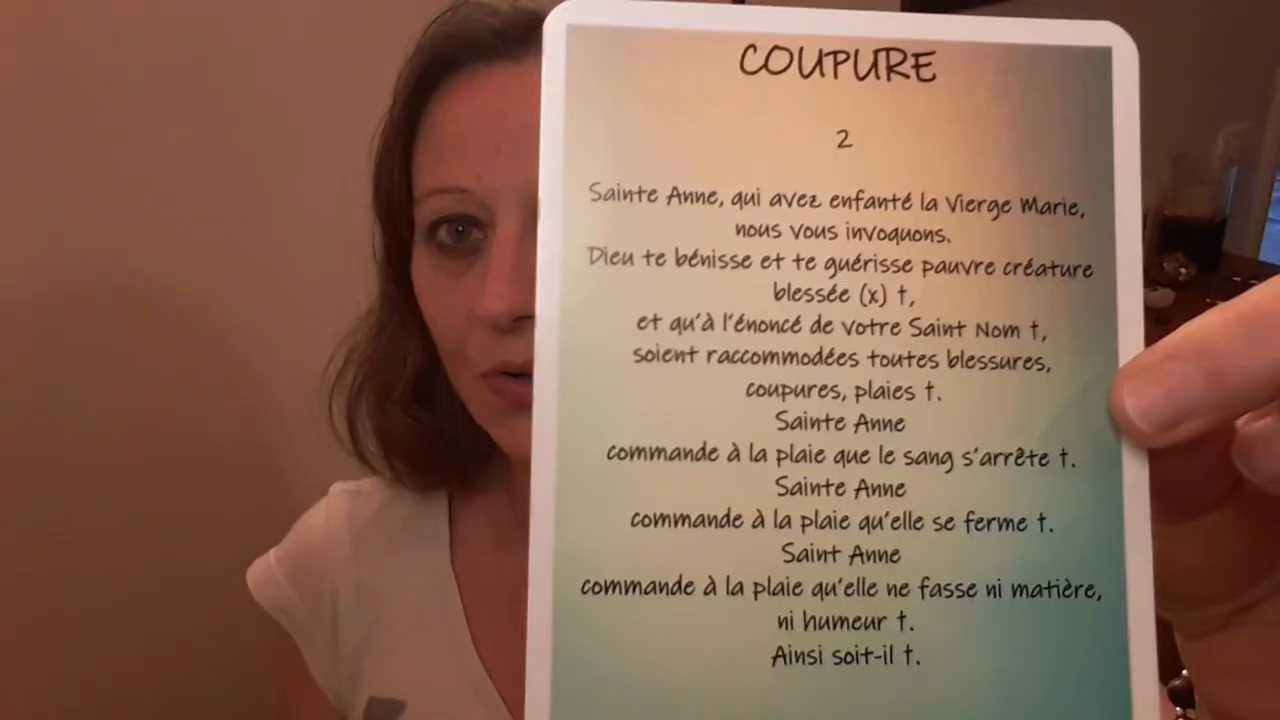 COUPURE
2
Sainte Anne, qui avez enfanté la Vierge Marie,
nous vous invoquons.
Dieu te bénisse et te guérisse pauvre créature
blessée (x) †,
et qu'à l'énoncé de votre Saint Nom †,
soient raccommodées toutes blessures,
coupures, plaies †.
Sainte Anne
commande à la plaie que le sang s'arrête †.
Sainte Anne
commande à la plaie qu'elle se ferme †.
Saint Anne
commande à la plaie qu'elle ne fasse ni matière,
ni humeur †.
Ainsi soit-il †.